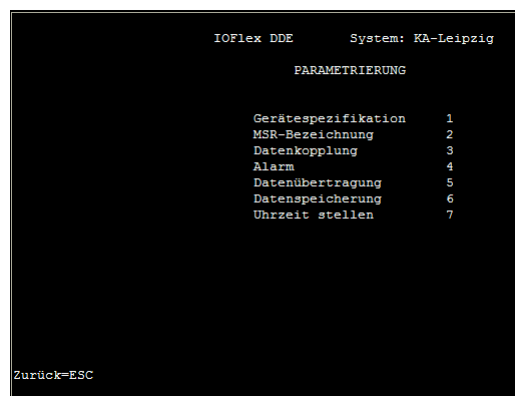 IOFlex DDE System: KA-Leipzig
PARAMETRIERUNG
Gerätespezifikation 1
MSR-Bezeichnung 2
Datenkopplung 3
Alarm 4
Datenübertragung 5
Datenspeicherung 6
Uhrzeit stellen 7
Zurück=ESC